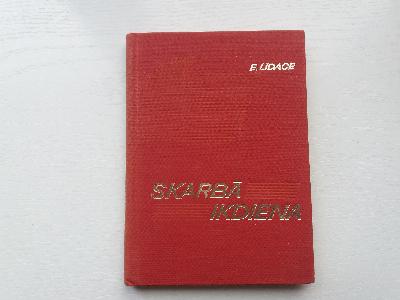 E. LĪDACE
SKARBĀ
IKDIENA